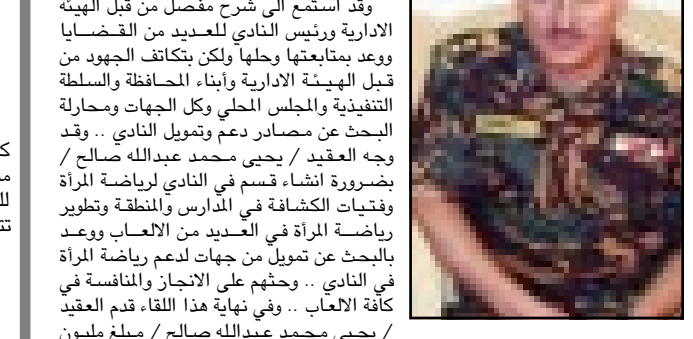 وقد استمع الى شرح مفصل من قبل الهيئة
الادارية ورئيس النادي للعديد من القضايا
ووعد بمتابعتها وحلها ولكن بتكاتف الجهود من
قبل الهيئة الادارية وأبناء المحافظة والسلطة
التنفيذية والمجلس المحلي وكل الجهات ومحارلة
البحث عن مصادر دعم وتمويل النادي .. وقد
وجه العقيد / يحيى محمد عبدالله صالح /
بضرورة انشاء قسم في النادي لرياضة المرأة
وفتيات الكشافة في المدارس والمنطقة وتطوير
رياضة المرأة في العديد من الالعاب ووعد
بالبحث عن تمويل من جهات لدعم رياضة المرأة
في النادي .. وحثهم على الانجاز والمنافسة في
كافة الالعاب .. وفي نهاية هذا اللقاء قدم العقيد
/ يحيى محمد عبدالله صالح / مبلغ مليون